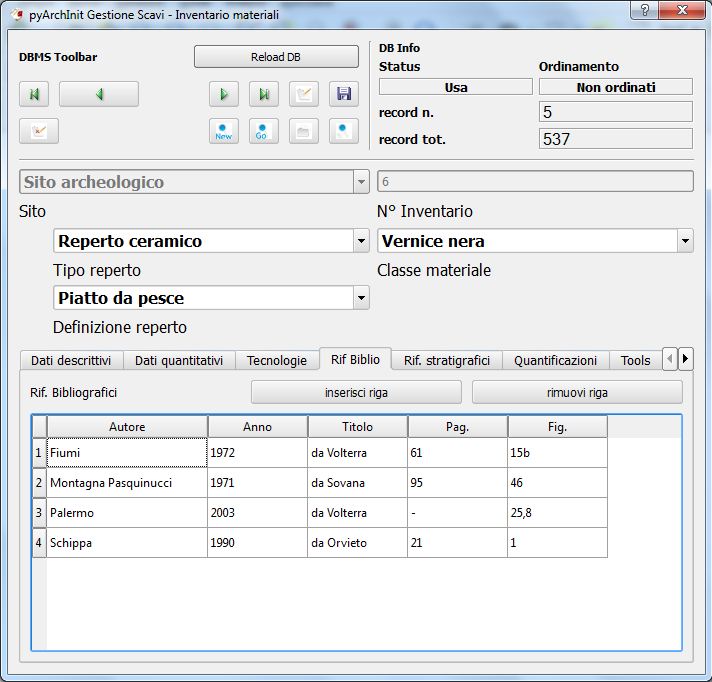 pyArchInit Gestione Scavi - Inventario materiali
DBMS Toolbar
Reload DB
DB Info
Status
Ordinamento
Usa
Non ordinati
record n.
5
record tot.
537
New
Go
Sito archeologico
6
Sito
N° Inventario
Reperto ceramico
Vernice nera
Tipo reperto
Classe materiale
Piatto da pesce
Definizione reperto
Dati descrittivi
Dati quantitativi
Tecnologie
Rif Biblio
Rif. stratigrafici
Quantificazioni
Tools
Rif. Bibliografici
inserisci riga
rimuovi riga
Autore Anno Titolo Pag. Fig.
1 Fiumi 1972 da Volterra 61 15b
2 Montagna Pasquinucci 1971 da Sovana 95 46
3 Palermo 2003 da Volterra - 25,8
4 Schippa 1990 da Orvieto 21 1